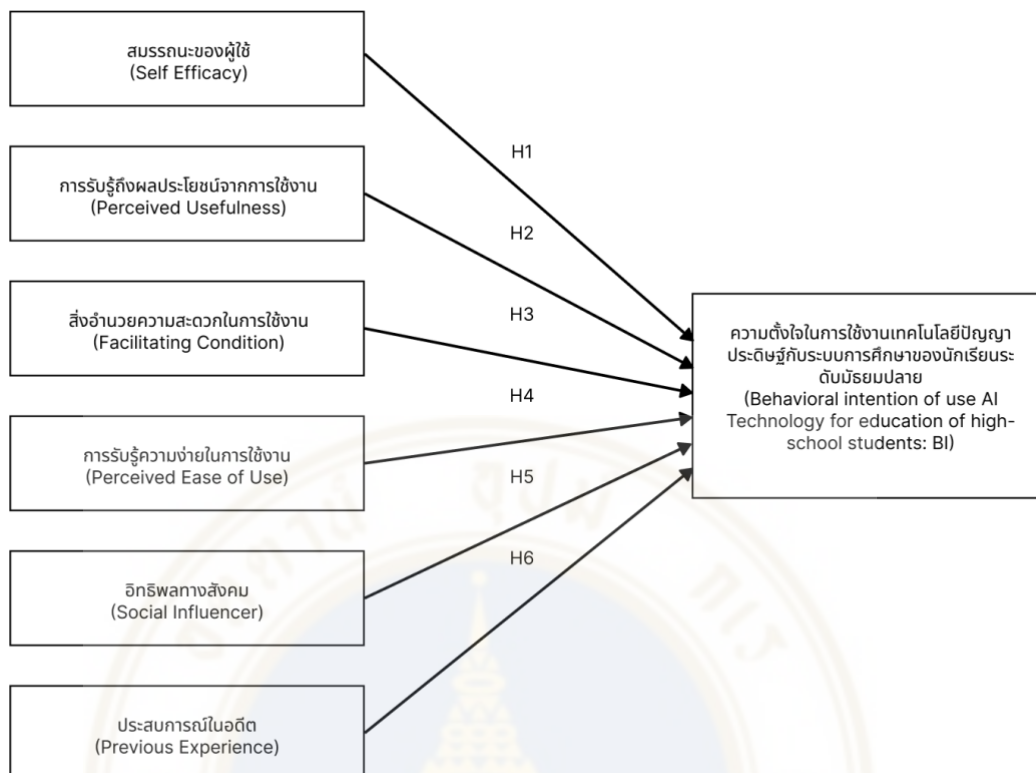 สมรรถนะของผู้ใช้
(Self Efficacy)
H1
การรับรู้ถึงผลประโยชน์จากการใช้งาน
(Perceived Usefulness)
H2
สิ่งอำนวยความสะดวกในการใช้งาน
(Facilitating Condition)
H3
ความตั้งใจในการใช้งานเทคโนโลยีปัญญา
ประดิษฐ์กับระบบการศึกษาของนักเรียนระ
ดับมัธยมปลาย
(Behavioral intention of use AI
Technology for education of high-
school students: BI)
H4
การรับรู้ความง่ายในการใช้งาน
(Perceived Ease of Use)
H5
อิทธิพลทางสังคม
(Social Influencer)
H6
ประสบการณ์ในอดีต
(Previous Experience)